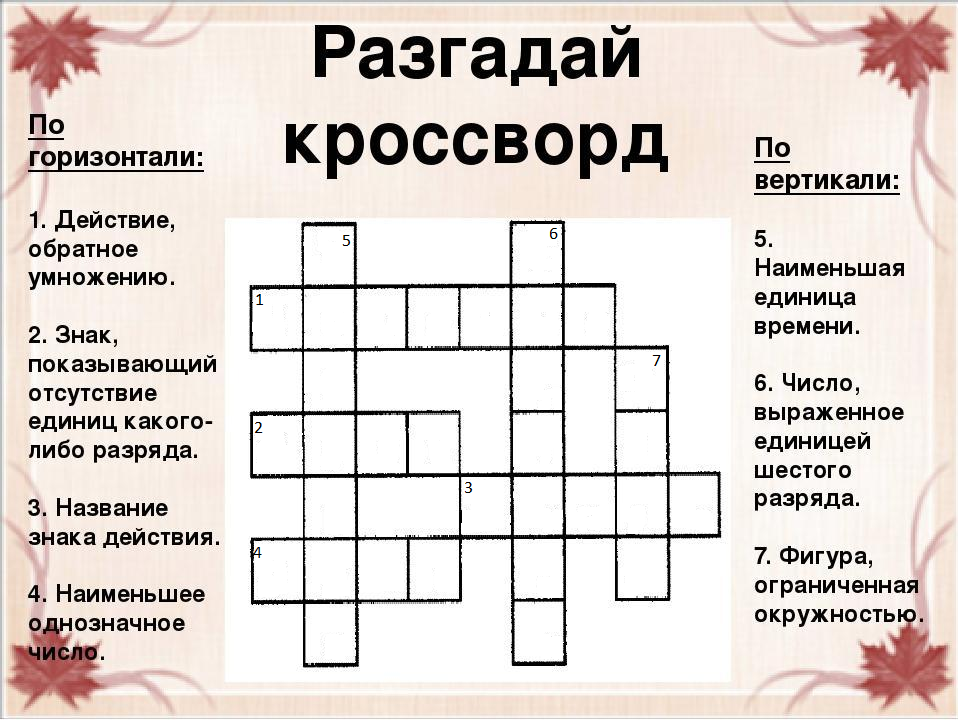 Разгадай
кроссворд
По
горизонтали:
1. Действие,
обратное
умножению.
2. Знак,
показывающий
отсутствие
единиц какого-
либо разряда.
3. Название
знака действия.
4. Наименьшее
однозначное
число.
5
6
1
7
2
3
4
По
вертикали:
5.
Наименьшая
единица
времени.
6. Число,
выраженное
единицей
шестого
разряда.
7. Фигура,
ограниченная
окружностью.